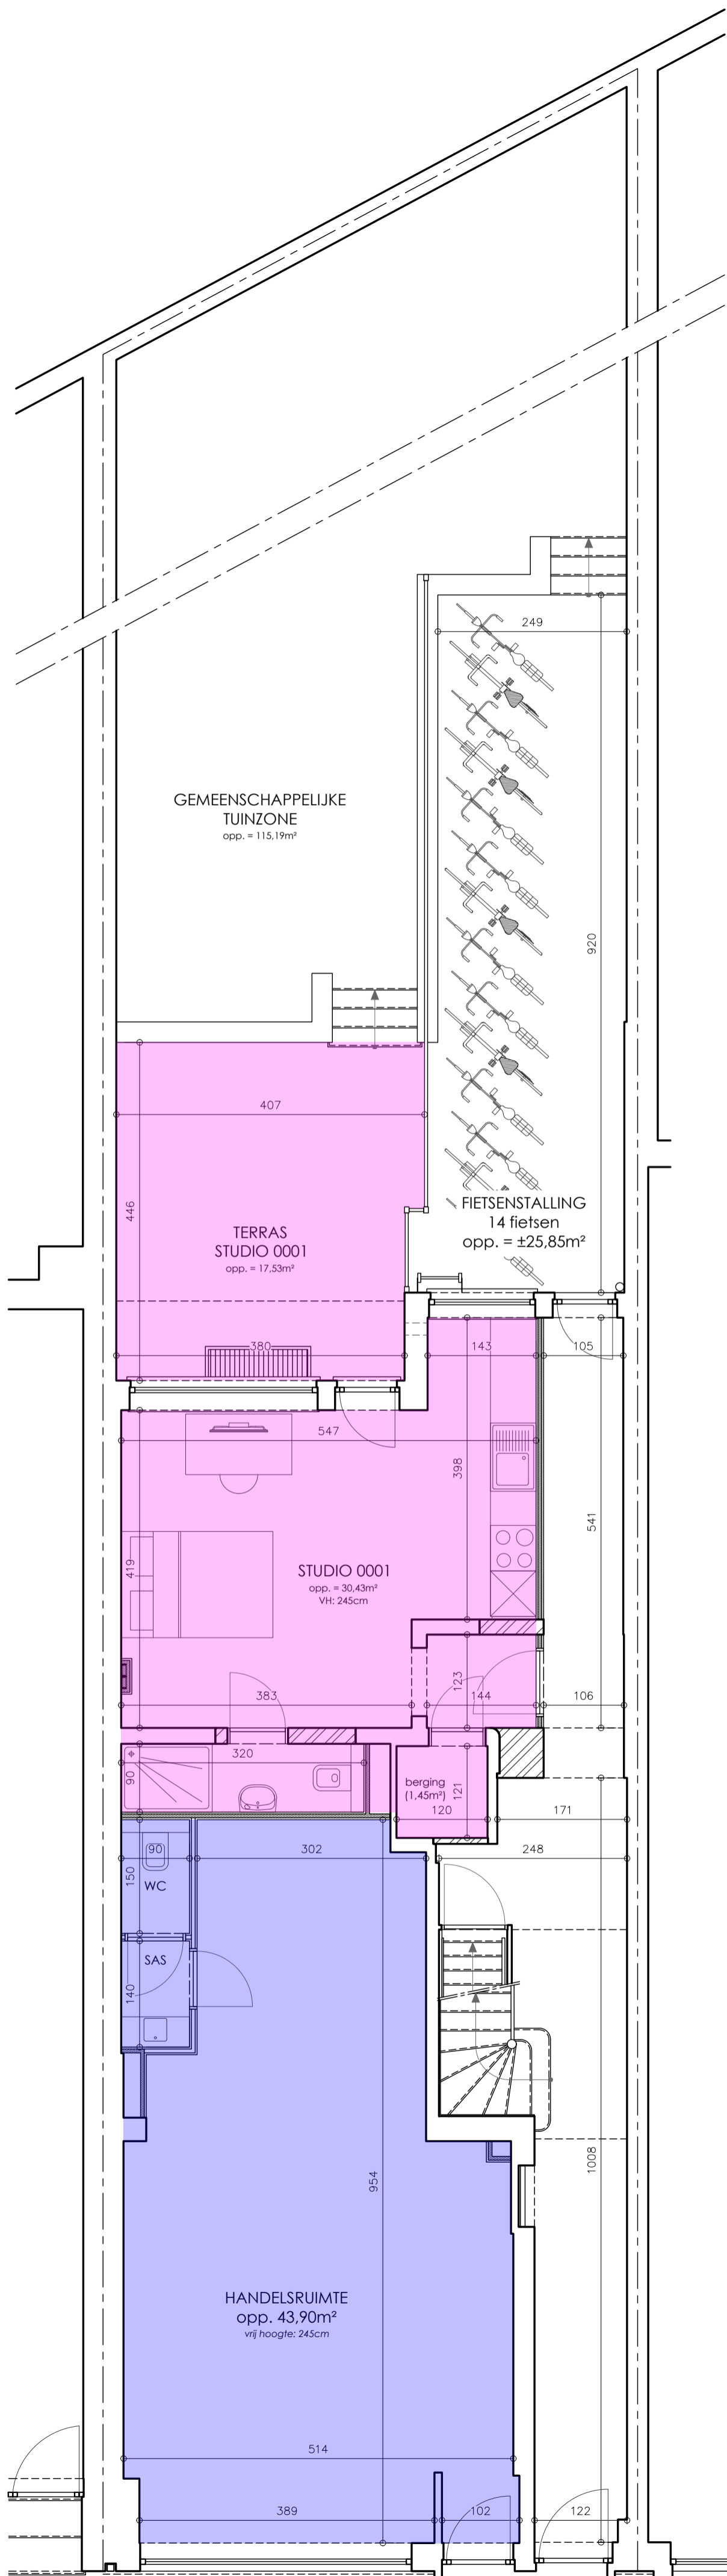 249
GEMEENSCHAPPELIJKE
TUINZONE
opp. = 115,19m²
920
407
446
FIETSENSTALLING
14 fietsen
opp. = ±25,85m²
TERRAS
STUDIO 0001
opp. = 17,53m²
380
143
105
547
398
541
419
STUDIO 0001
opp. = 30,43m²
VH: 245cm
383
123
144
106
320
90
berging
(1,45m²)
121
120
171
90
302
248
150
WC
SAS
140
954
1008
HANDELSRUIMTE
opp. 43,90m²
vrij hoogte: 245cm
514
389
102
122